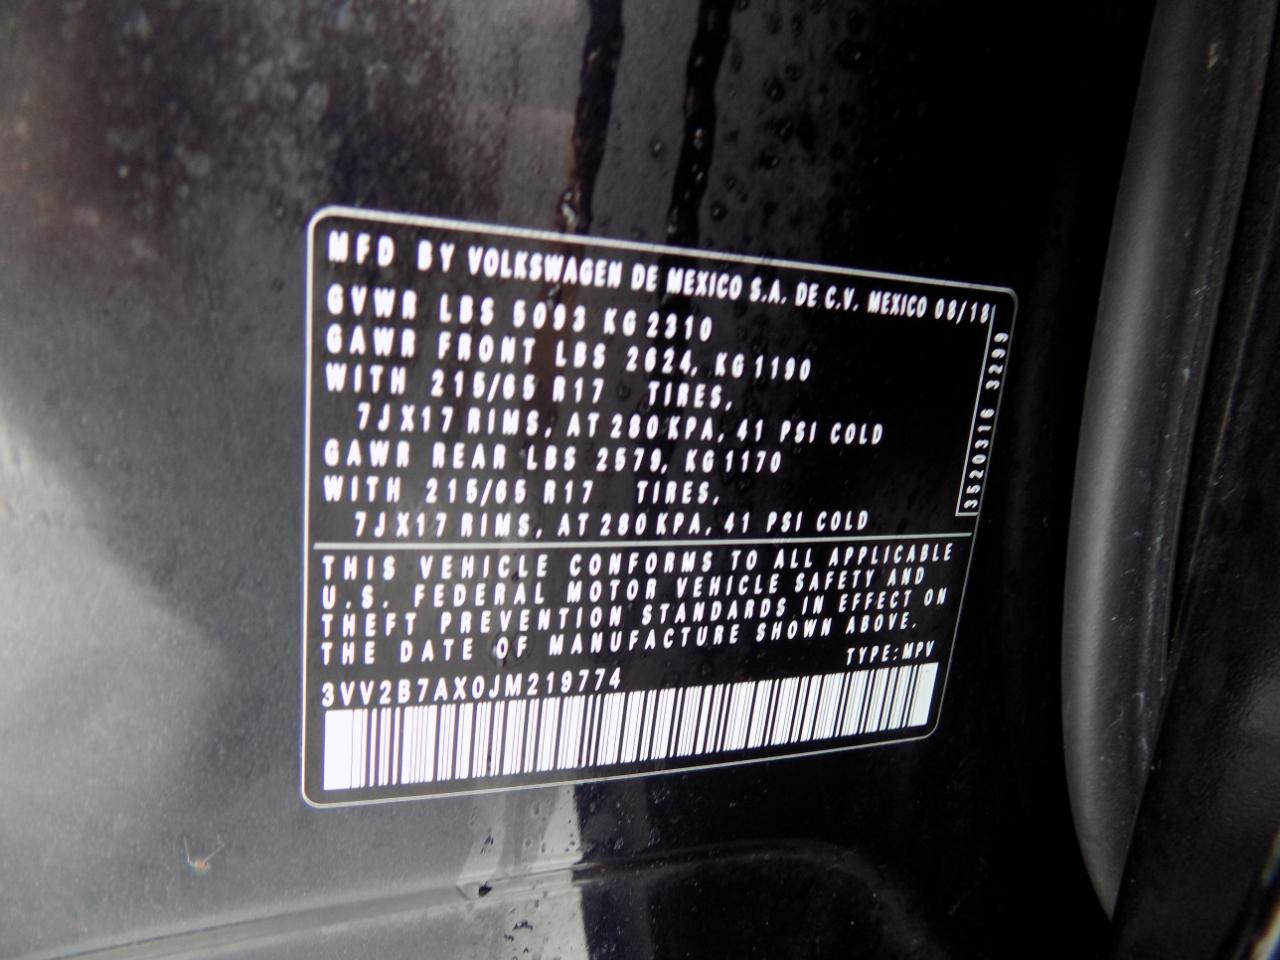 MFD BY VOLKSWAGEN DE MEXICO S.A. DE C.V. MEXICO 08/18
GVWR LBS 5093 KG 2310
GAWR FRONT LBS 2624, KG 1190
WITH 215/65 R17 TIRES,
7JX17 RIMS, AT 280 KPA, 41 PSI COLD
GAWR REAR LBS 2579, KG 1170
WITH 215/65 R17 TIRES,
7JX17 RIMS, AT 280 KPA, 41 PSI COLD
3520316 3299
THIS VEHICLE CONFORMS TO ALL APPLICABLE
U.S. FEDERAL MOTOR VEHICLE SAFETY AND
THEFT PREVENTION STANDARDS IN EFFECT ON
THE DATE OF MANUFACTURE SHOWN ABOVE.
TYPE: MPV
3VV2B7AX0JM219774